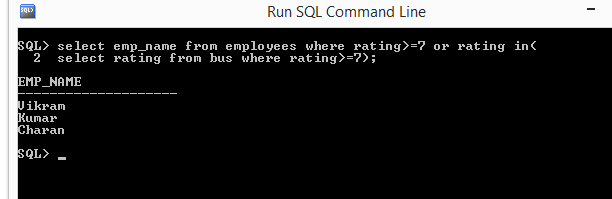 Run SQL Command Line
SQL> select emp_name from employees where rating>=7 or rating in(
2 select rating from bus where rating>=7);
EMP_NAME
--------------------
Vikram
Kumar
Charan
SQL> _